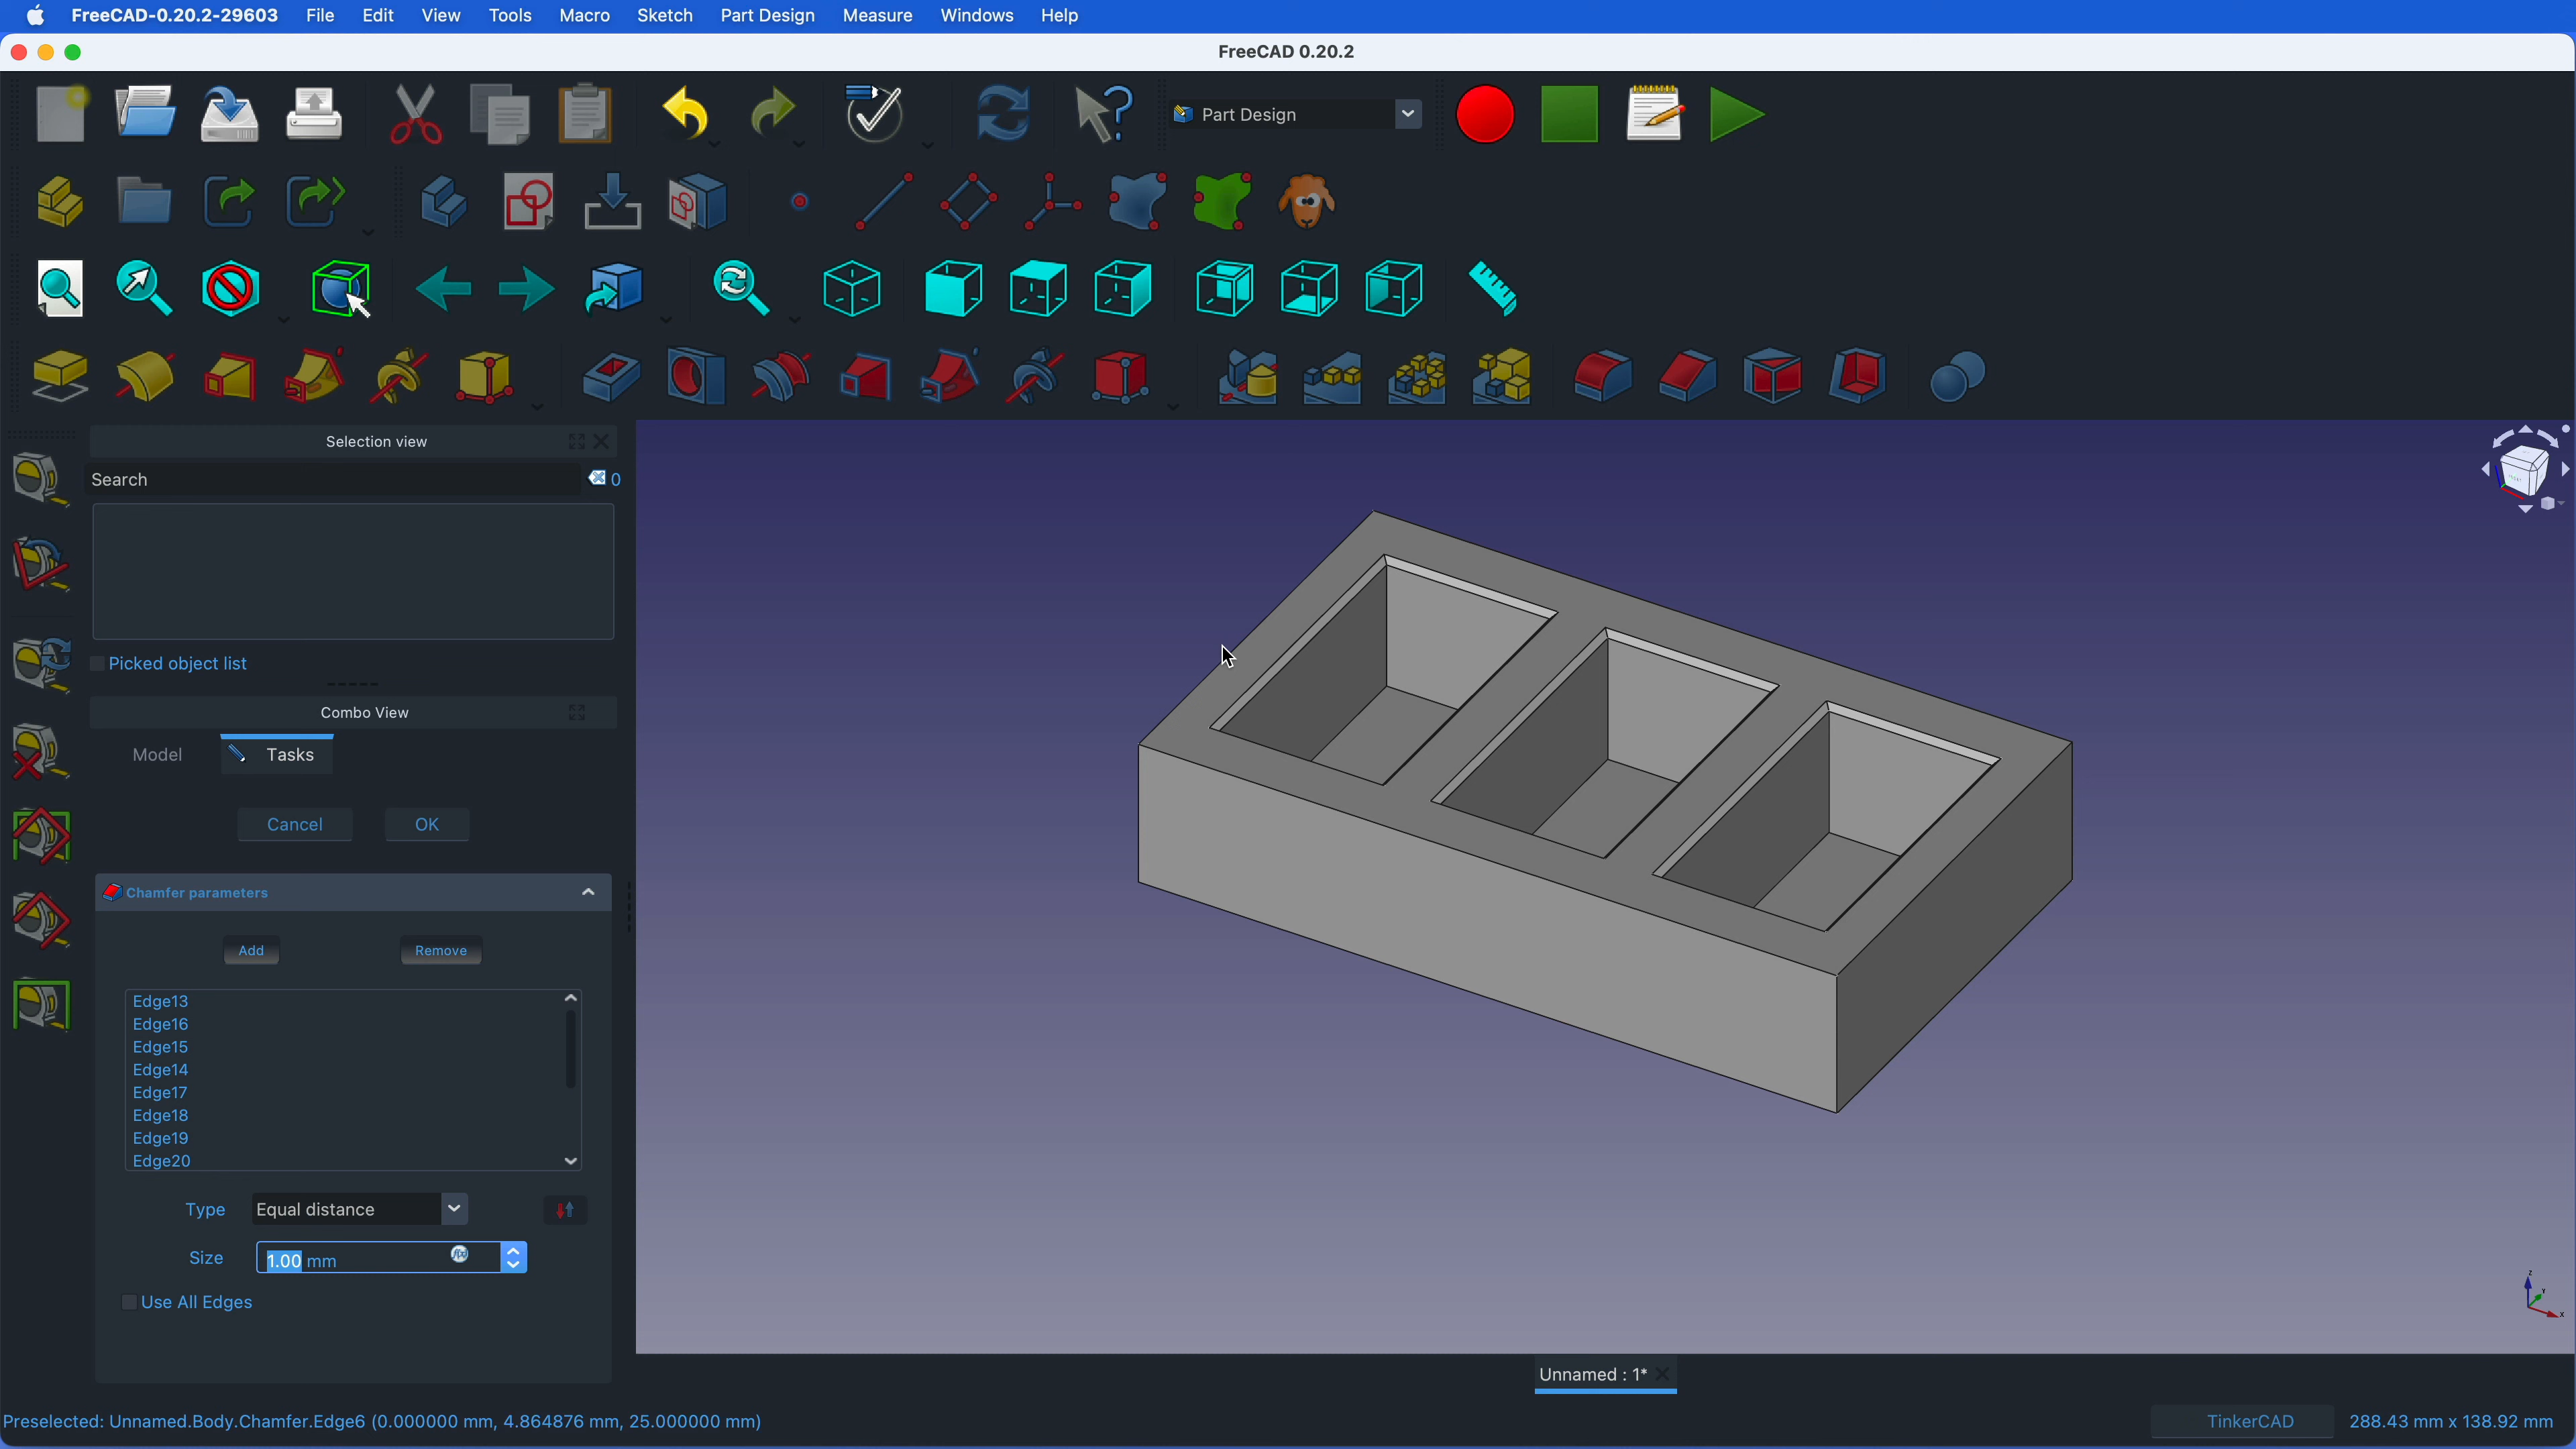 FreeCAD-0.20.2-29603 File Edit View Tools Macro Sketch Part Design Measure Windows Help
FreeCAD 0.20.2
Part Design
Selection view
Search
0
Picked object list
Combo View
Model
Tasks
Cancel
OK
Chamfer parameters
Add
Remove
Edge13
Edge16
Edge15
Edge14
Edge17
Edge18
Edge19
Edge20
Type
Equal distance
Size
1.00 mm
Use All Edges
Unnamed : 1*
Preselected: Unnamed.Body.Chamfer.Edge6 (0.000000 mm, 4.864876 mm, 25.000000 mm)
TinkerCAD
288.43 mm x 138.92 mm